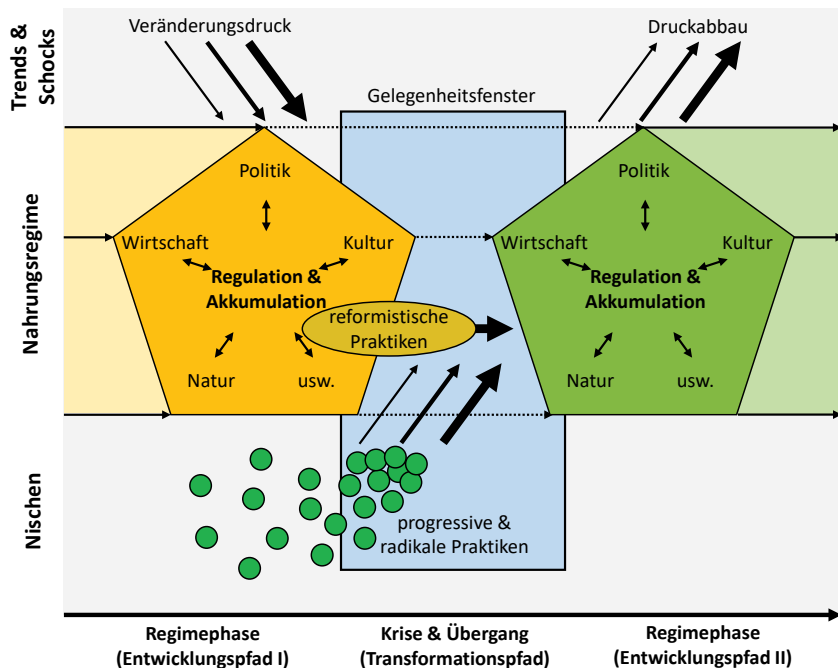 Trends &
Schocks
Veränderungsdruck
Druckabbau
Gelegenheitsfenster
Nahrungsregime
Politik
Wirtschaft
Kultur
Regulation &
Akkumulation
Natur
usw.
reformistische
Praktiken
Politik
Wirtschaft
Kultur
Regulation &
Akkumulation
Natur
usw.
Nischen
progressive &
radikale Praktiken
Regimephase
(Entwicklungspfad I)
Krise & Übergang
(Transformationspfad)
Regimephase
(Entwicklungspfad II)